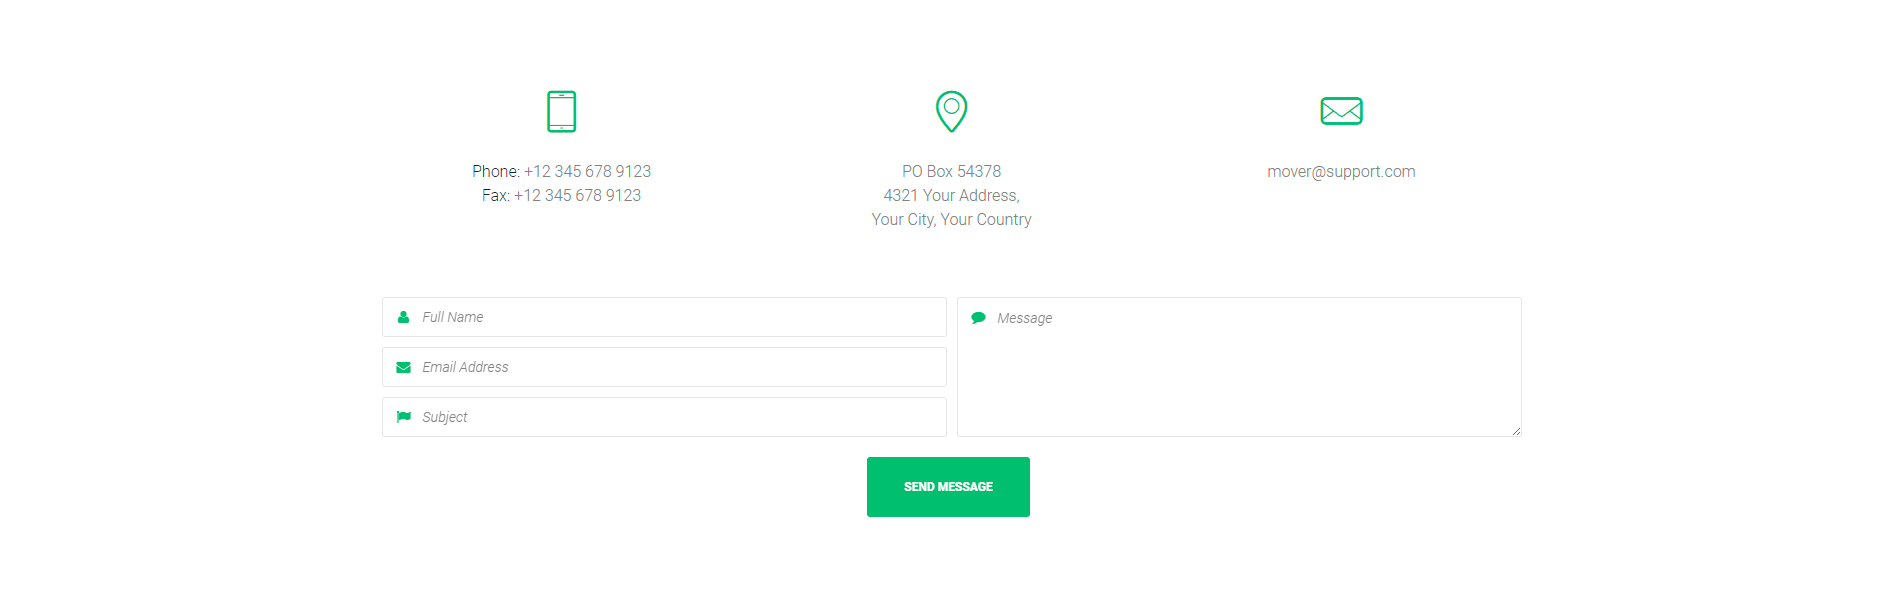 Phone: +12 345 678 9123
Fax: +12 345 678 9123
PO Box 54378
4321 Your Address,
Your City, Your Country
mover@support.com
Full Name
Email Address
Subject
Message
SEND MESSAGE